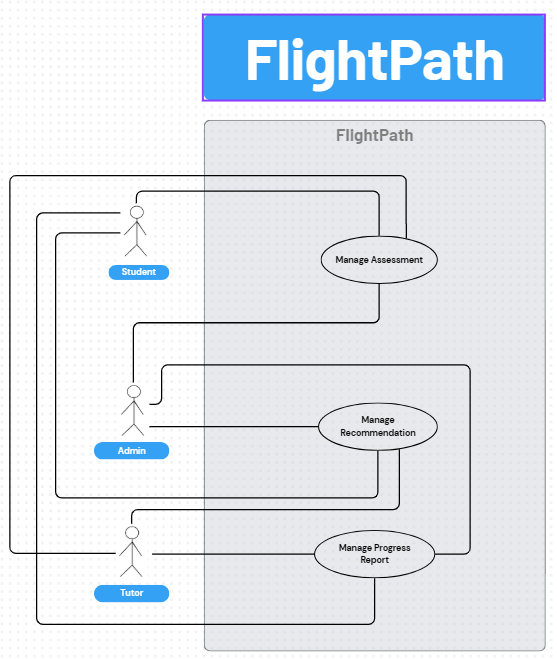 FlightPath
FlightPath
Manage Assessment
Student
Manage
Recommendation
Admin
Manage Progress
Report
Tutor